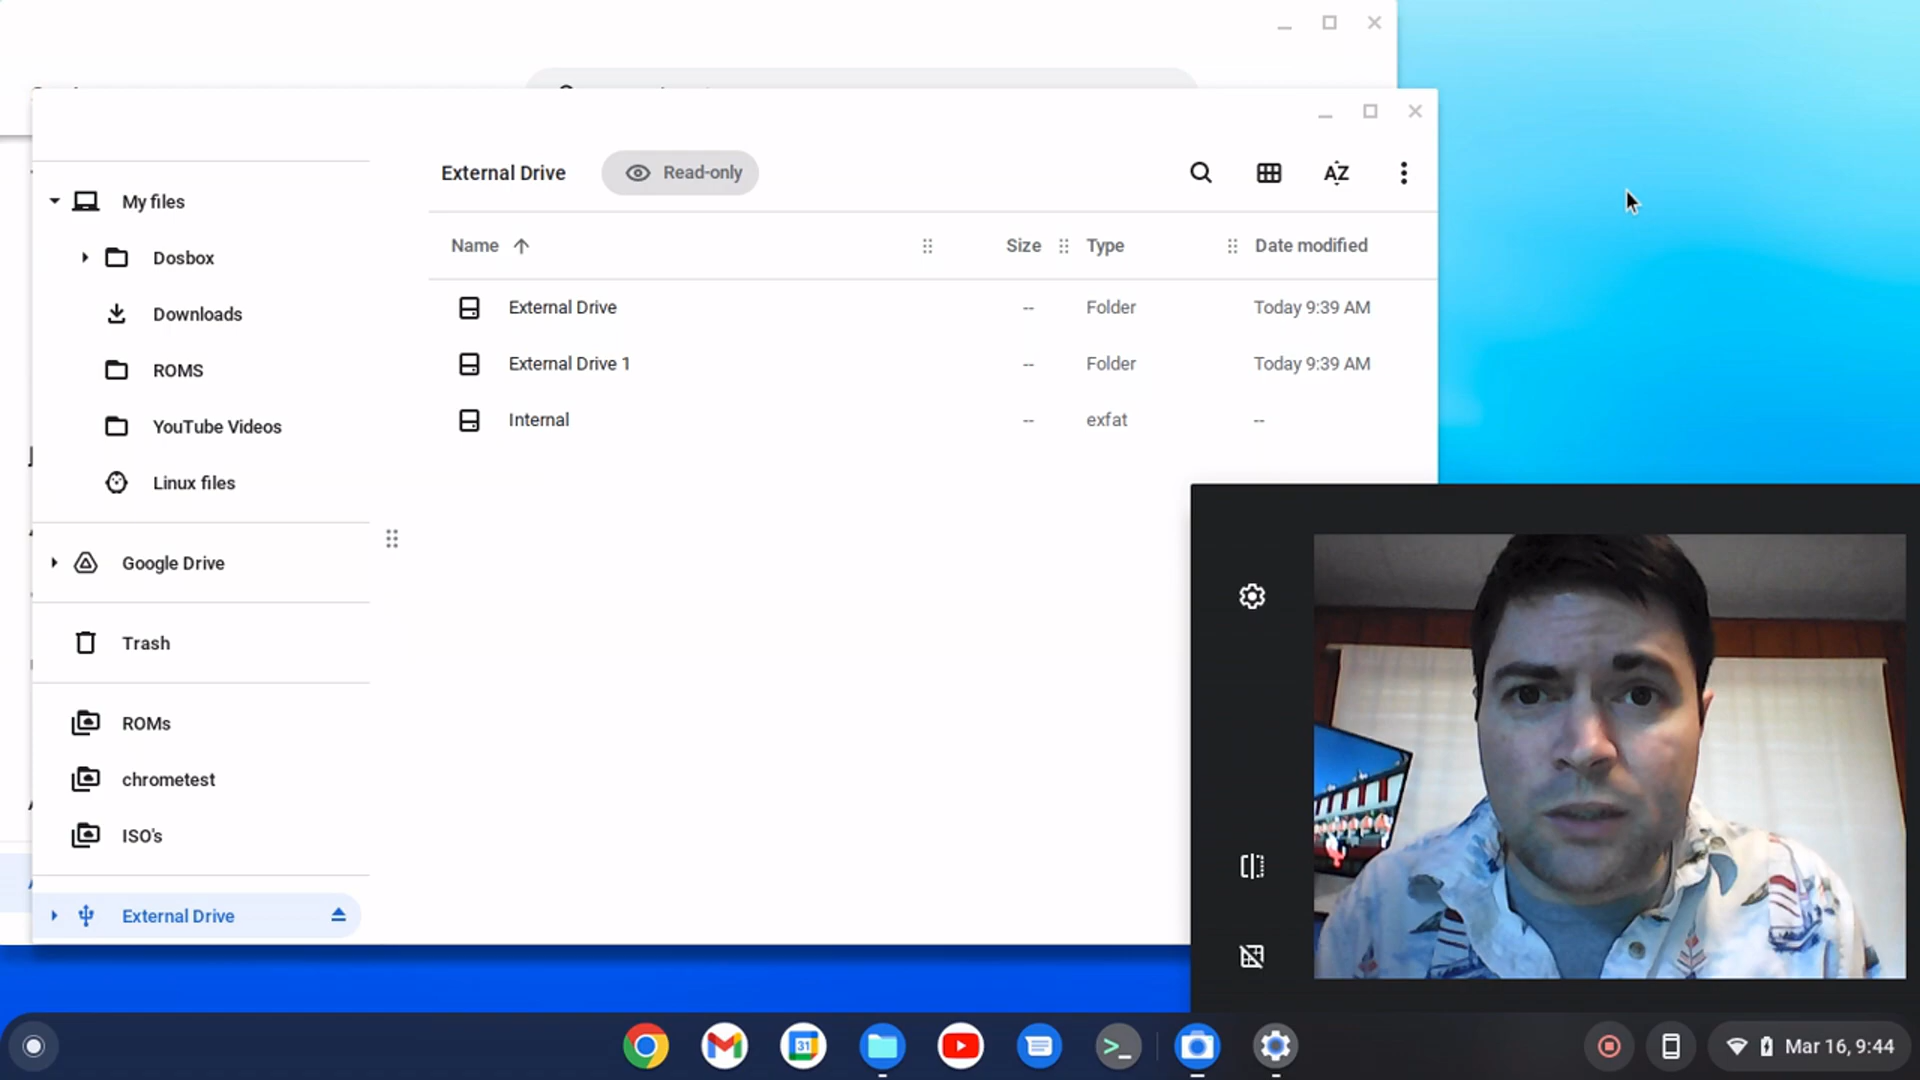 External Drive
Read-only
AZ
Name
Size
Type
Date modified
My files
Dosbox
Downloads
ROMS
YouTube Videos
Linux files
Google Drive
Trash
ROMs
chrometest
ISO's
External Drive
External Drive -- Folder Today 9:39 AM
External Drive 1 -- Folder Today 9:39 AM
Internal -- exfat --
31
>_
Mar 16, 9:44